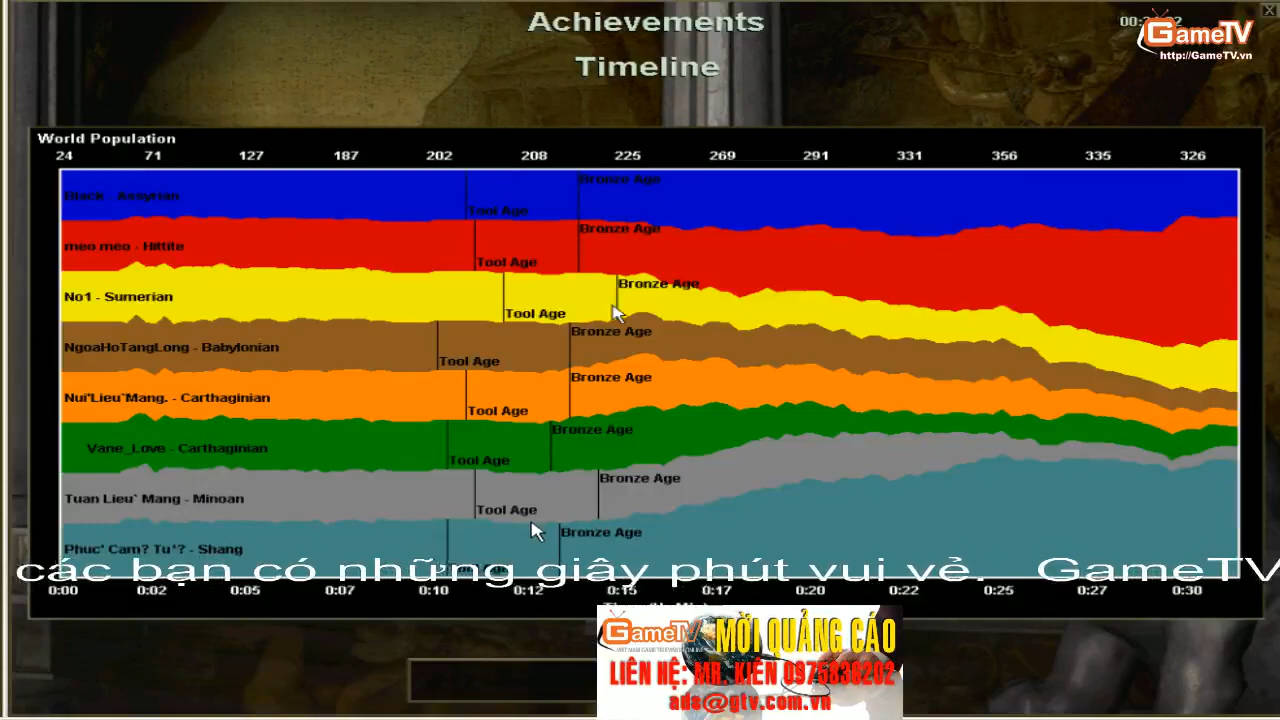 Achievements
Timeline
GameTV
http://GameTV.vn
World Population
24 71 127 187 202 208 225 269 291 331 356 335 326
Bronze Age
Black - Assyrian
Tool Age
Bronze Age
meo meo - Hittite
Tool Age
Bronze Age
No1 - Sumerian
Tool Age
Bronze Age
NgoaHoTangLong - Babylonian
Tool Age
Bronze Age
Nui'Lieu`Mang. - Carthaginian
Tool Age
Bronze Age
Vane_Love - Carthaginian
Tool Age
Bronze Age
Tuan Lieu` Mang - Minoan
Tool Age
Bronze Age
Phuc' Cam? Tu*? - Shang
các bạn có những giây phút vui vẻ. GameTV
0:00 0:02 0:05 0:07 0:10 0:12 0:15 0:17 0:20 0:22 0:25 0:27 0:30
GameTV
MỜI QUẢNG CÁO
LIÊN HỆ: MR. KIÊN 0975838202
ads@gtv.com.vn